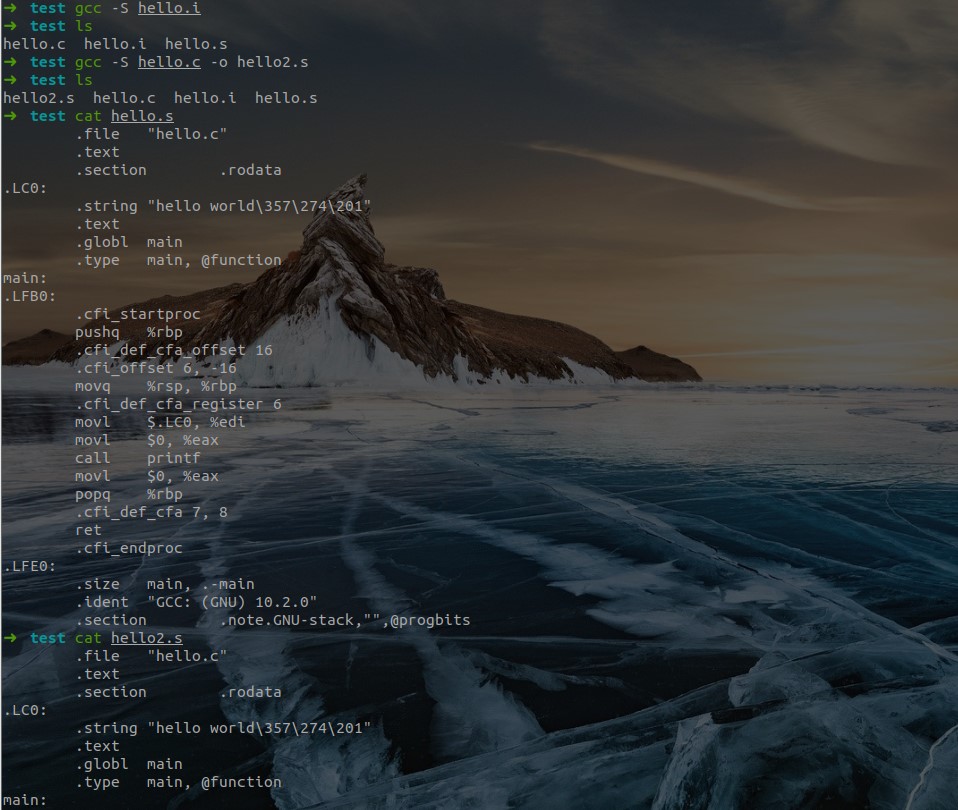 ➜  test gcc -S hello.i
➜  test ls
hello.c  hello.i  hello.s
➜  test gcc -S hello.c -o hello2.s
➜  test ls
hello2.s  hello.c  hello.i  hello.s
➜  test cat hello.s
        .file   "hello.c"
        .text
        .section        .rodata
.LC0:
        .string "hello world\357\274\201"
        .text
        .globl  main
        .type   main, @function
main:
.LFB0:
        .cfi_startproc
        pushq   %rbp
        .cfi_def_cfa_offset 16
        .cfi_offset 6, -16
        movq    %rsp, %rbp
        .cfi_def_cfa_register 6
        movl    $.LC0, %edi
        movl    $0, %eax
        call    printf
        movl    $0, %eax
        popq    %rbp
        .cfi_def_cfa 7, 8
        ret
        .cfi_endproc
.LFE0:
        .size   main, .-main
        .ident  "GCC: (GNU) 10.2.0"
        .section        .note.GNU-stack,"",@progbits
➜  test cat hello2.s
        .file   "hello.c"
        .text
        .section        .rodata
.LC0:
        .string "hello world\357\274\201"
        .text
        .globl  main
        .type   main, @function
main: